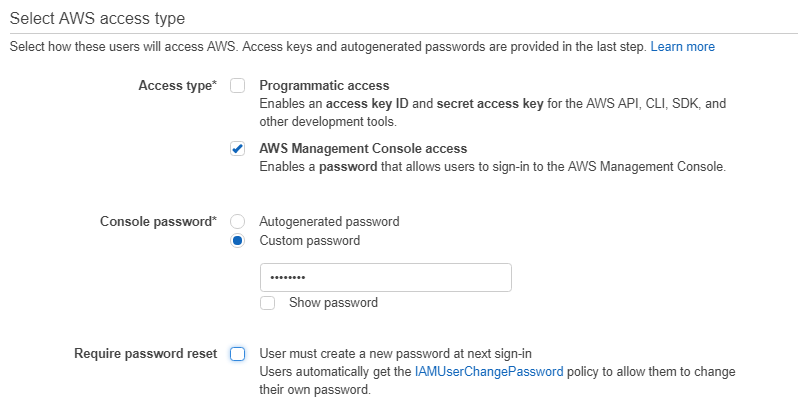 Select AWS access type
Select how these users will access AWS. Access keys and autogenerated passwords are provided in the last step. Learn more
Access type* Programmatic access
Enables an access key ID and secret access key for the AWS API, CLI, SDK, and
other development tools.
AWS Management Console access
Enables a password that allows users to sign-in to the AWS Management Console.
Console password* Autogenerated password
Custom password
••••••••
Show password
Require password reset User must create a new password at next sign-in
Users automatically get the IAMUserChangePassword policy to allow them to change
their own password.